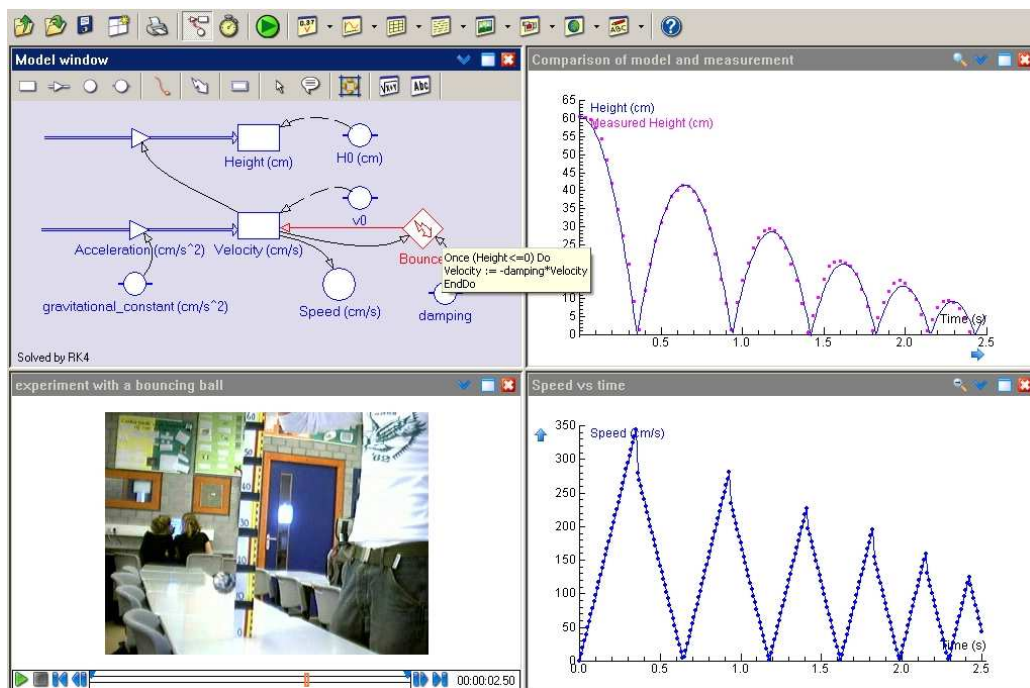 0.37
ABC
Model window
√x+y
Abc
Height (cm)
H0 (cm)
v0
Acceleration (cm/s^2)
Velocity (cm/s)
Bounce
Once (Height <=0) Do
Velocity := -damping*Velocity
EndDo
gravitational_constant (cm/s^2)
Speed (cm/s)
damping
Solved by RK4
Comparison of model and measurement
65
60
55
50
45
40
35
30
25
20
15
10
5
0
Height (cm)
Measured Height (cm)
Time (s)
0.5
1.0
1.5
2.0
2.5
experiment with a bouncing ball
00:00:02.50
Speed vs time
350
300
250
200
150
100
50
0
Speed (cm/s)
Time (s)
0.0
0.5
1.0
1.5
2.0
2.5